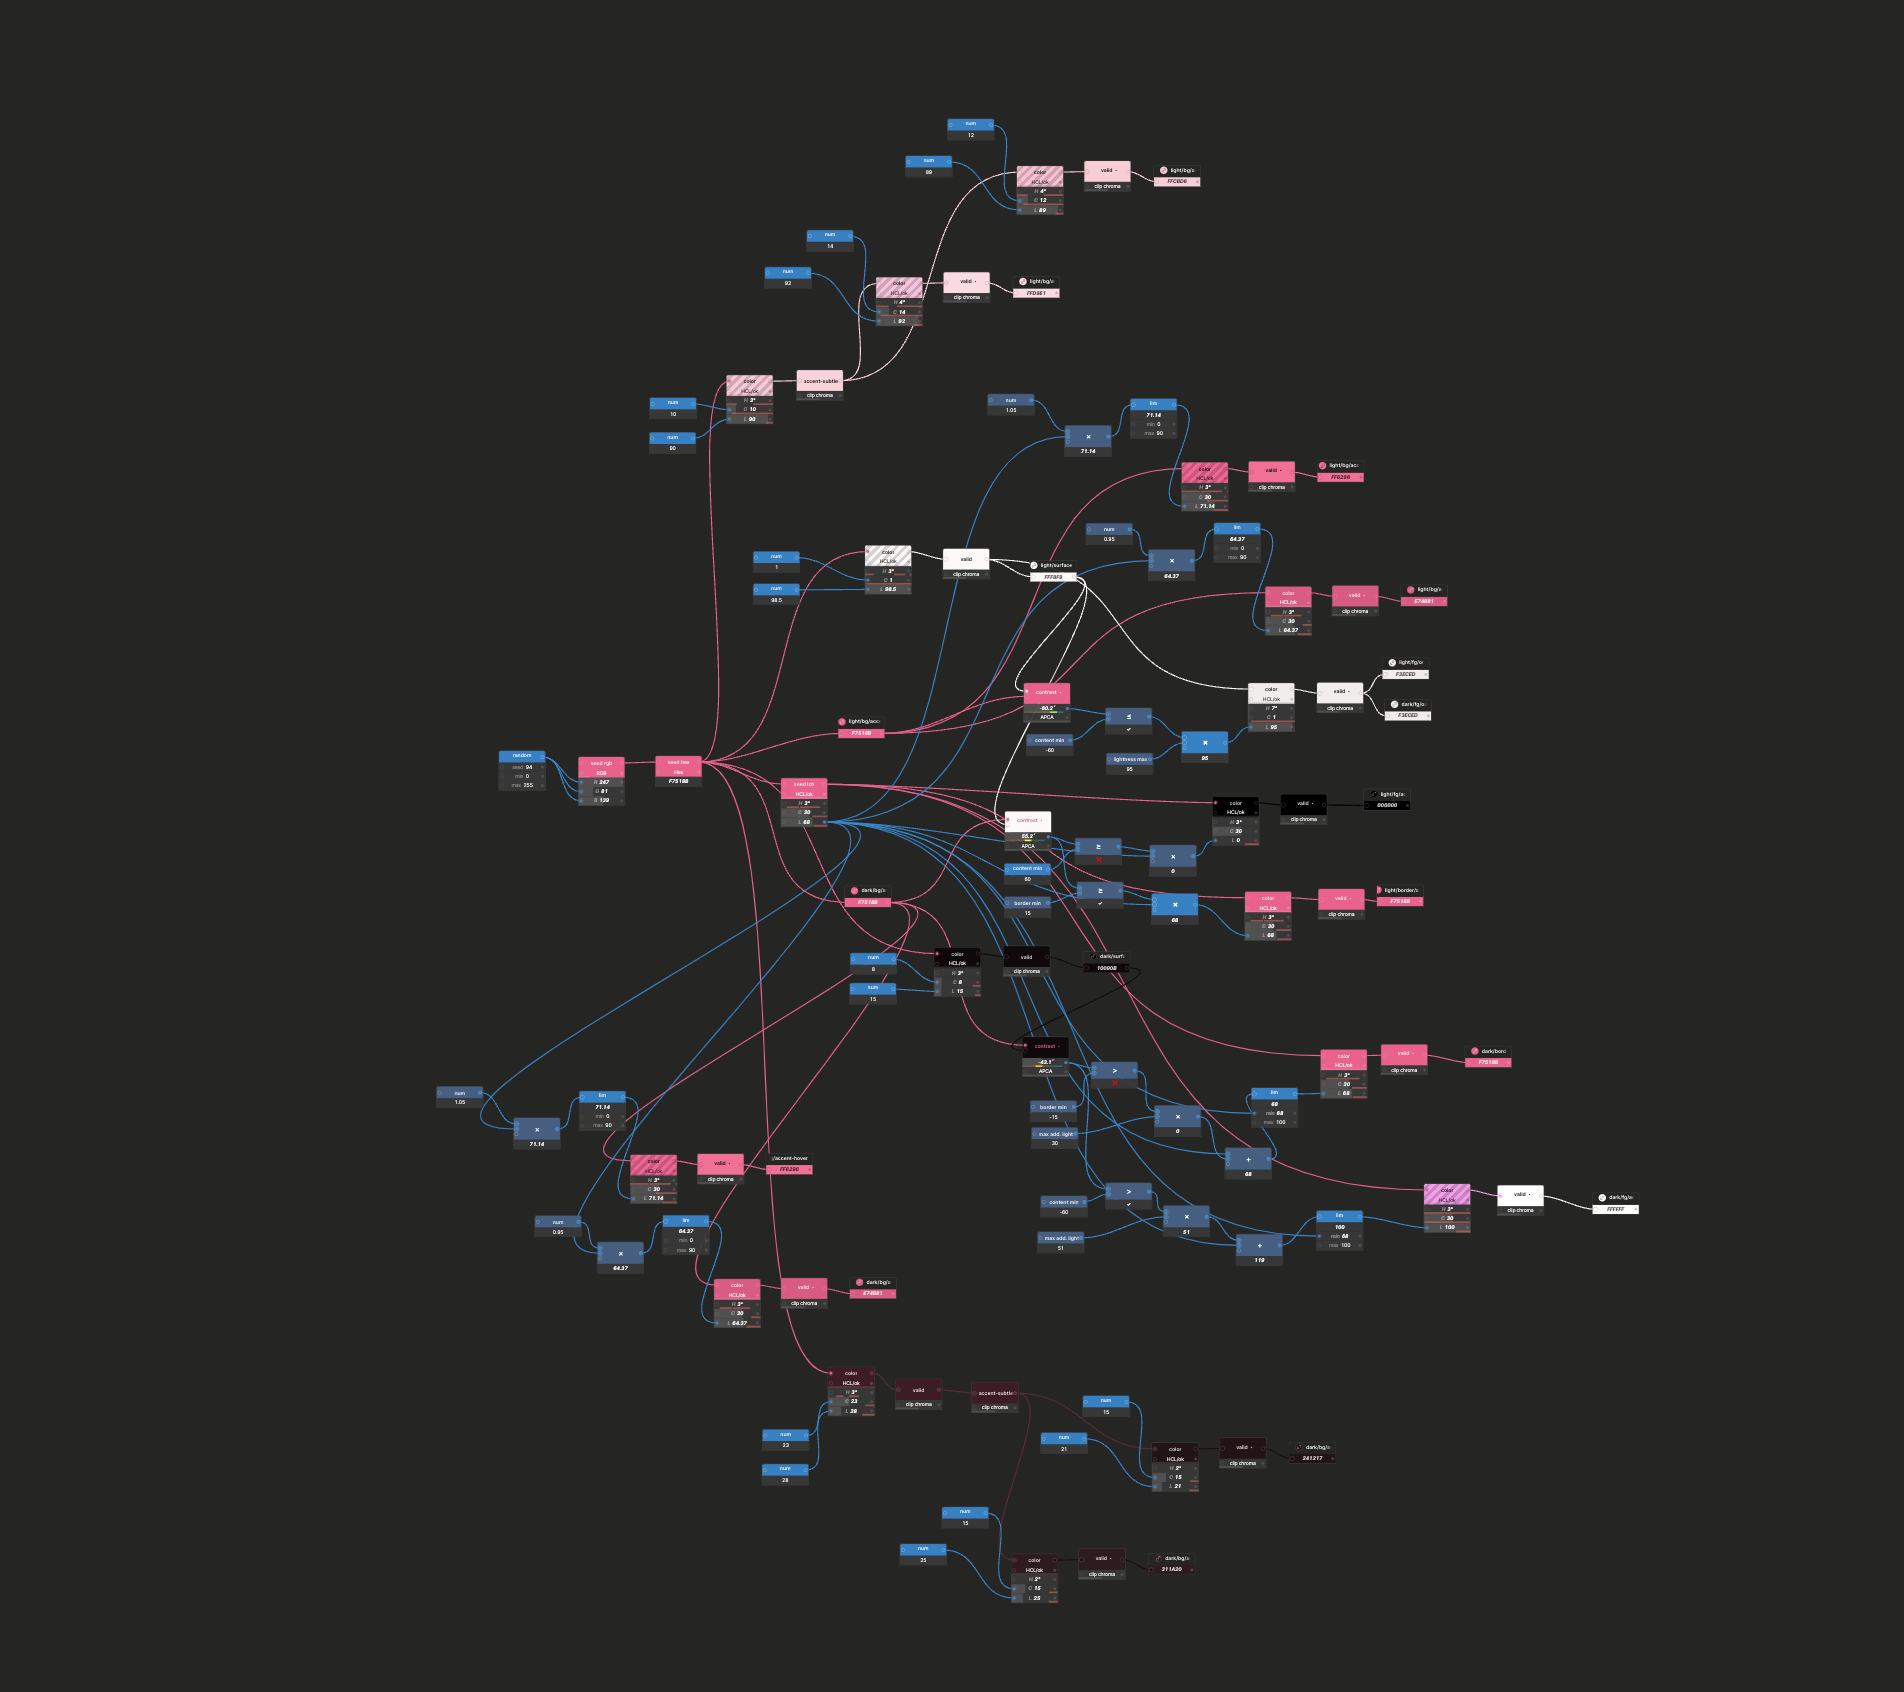 num
12
num
89
color
HCL/ok
H 4°
C 12
L 89
valid
clip chroma
light/bg/a
FFCBD6
num
14
num
92
color
HCL/ok
H 4°
C 14
L 92
valid
clip chroma
light/bg/a
FFD9E1
num
10
num
90
color
HCL/ok
H 3°
C 10
L 90
accent-subtle
clip chroma
num
1.05
×
71.14
lim
71.14
min 0
max 90
color
HCL/ok
H 3°
C 30
L 71.14
valid
clip chroma
light/bg/acc
FF6296
num
0.95
×
64.37
lim
64.37
min 0
max 90
color
HCL/ok
H 3°
C 30
L 64.37
valid
clip chroma
light/bg/a
E74B81
num
1
num
98.5
color
HCL/ok
H 3°
C 1
L 98.5
valid
clip chroma
light/surface
FFF8F9
contrast
-60.2
APCA
content min
-60
≤
✓
lightness max
95
×
95
color
HCL/ok
H 7°
C 1
L 95
valid
clip chroma
light/fg/o
F3ECED
dark/fg/o
F3ECED
random
seed 94
min 0
max 255
seed rgb
RGB
R 247
G 81
B 139
seed hex
Hex
F7518B
light/bg/acc
F7518B
seed lch
HCL/ok
H 3°
C 30
L 68
contrast
55.2
APCA
content min
60
border min
15
≥
×
0
≥
✓
×
68
color
HCL/ok
H 3°
C 30
L 0
valid
clip chroma
light/fg/a
000000
color
HCL/ok
H 3°
C 30
L 68
valid
clip chroma
light/border/a
F7518B
dark/bg/a
F7518B
num
8
num
15
color
HCL/ok
H 3°
C 8
L 15
valid
clip chroma
dark/surf
10090B
contrast
-43.1
APCA
border min
-15
max add. light
30
>
×
0
+
68
lim
68
min 68
max 100
color
HCL/ok
H 3°
C 30
L 68
valid
clip chroma
dark/bord
F7518B
content min
-60
max add. light
51
>
✓
×
51
+
119
lim
100
min 68
max 100
color
HCL/ok
H 3°
C 30
L 100
valid
clip chroma
dark/fg/a
FFFFFF
num
1.05
×
71.14
lim
71.14
min 0
max 90
color
HCL/ok
H 3°
C 30
L 71.14
valid
clip chroma
/accent-hover
FF6296
num
0.95
×
64.37
lim
64.37
min 0
max 90
color
HCL/ok
H 3°
C 30
L 64.37
valid
clip chroma
dark/bg/a
E74B81
color
HCL/ok
H 3°
C 23
L 28
num
23
num
28
valid
clip chroma
accent-subtle
clip chroma
num
15
num
21
color
HCL/ok
H 2°
C 15
L 21
valid
clip chroma
dark/bg/a
241217
num
15
num
25
color
HCL/ok
H 2°
C 15
L 25
valid
clip chroma
dark/bg/a
311A20